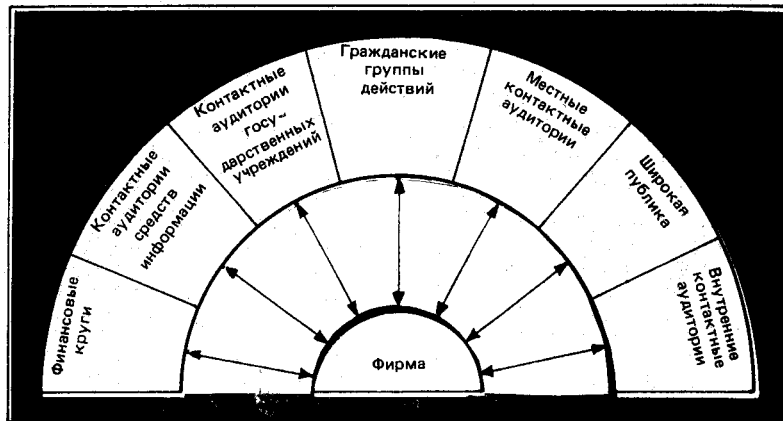 Финансовые
круги
Контактные
аудитории
средств
информации
Контактные
аудитории
госу-
дарственных
учреждений
Гражданские
группы
действий
Местные
контактные
аудитории
Широкая
публика
Внутренние
контактные
аудитории
Фирма